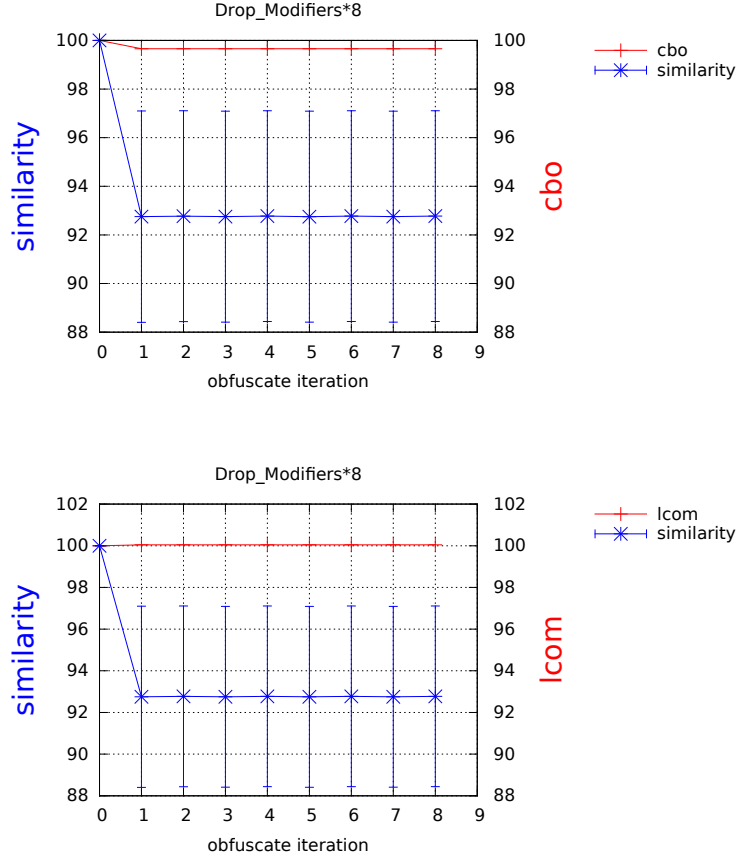 Drop_Modifiers*8
100 100
cbo
similarity
98 98
96 96
94 94
92 92
90 90
88 88
similarity
cbo
0 1 2 3 4 5 6 7 8 9
obfuscate iteration
Drop_Modifiers*8
102 102
lcom
similarity
100 100
98 98
96 96
94 94
92 92
90 90
88 88
similarity
lcom
0 1 2 3 4 5 6 7 8 9
obfuscate iteration